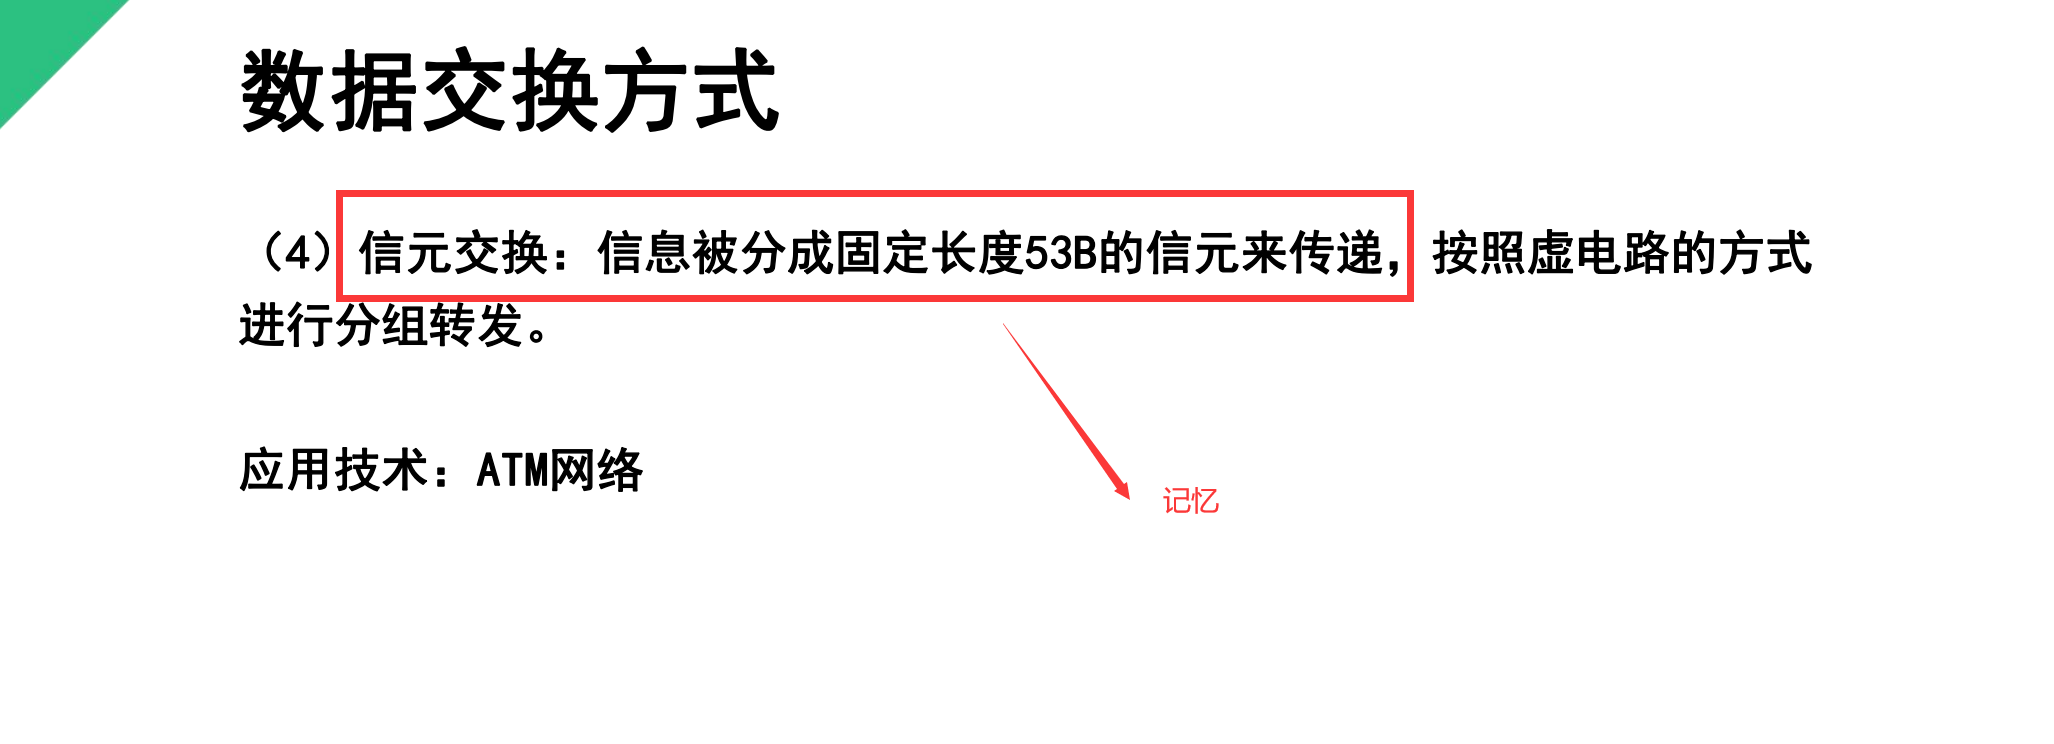 数据交换方式
（4）信元交换：信息被分成固定长度53B的信元来传递，按照虚电路的方式
进行分组转发。
应用技术：ATM网络
记忆